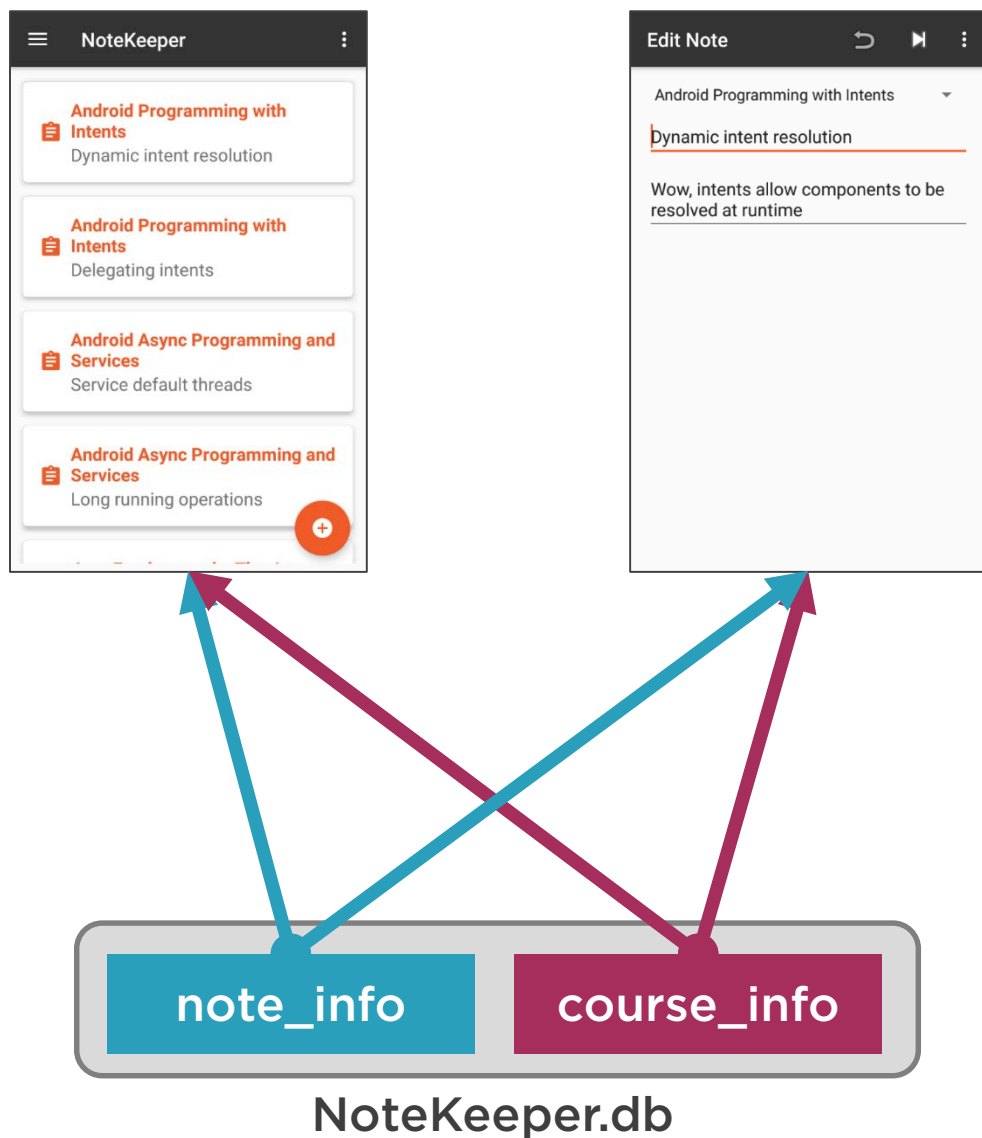 NoteKeeper
Android Programming with
Intents
Dynamic intent resolution
Android Programming with
Intents
Delegating intents
Android Async Programming and
Services
Service default threads
Android Async Programming and
Services
Long running operations
Edit Note
Android Programming with Intents
Dynamic intent resolution
Wow, intents allow components to be
resolved at runtime
note_info
course_info
NoteKeeper.db